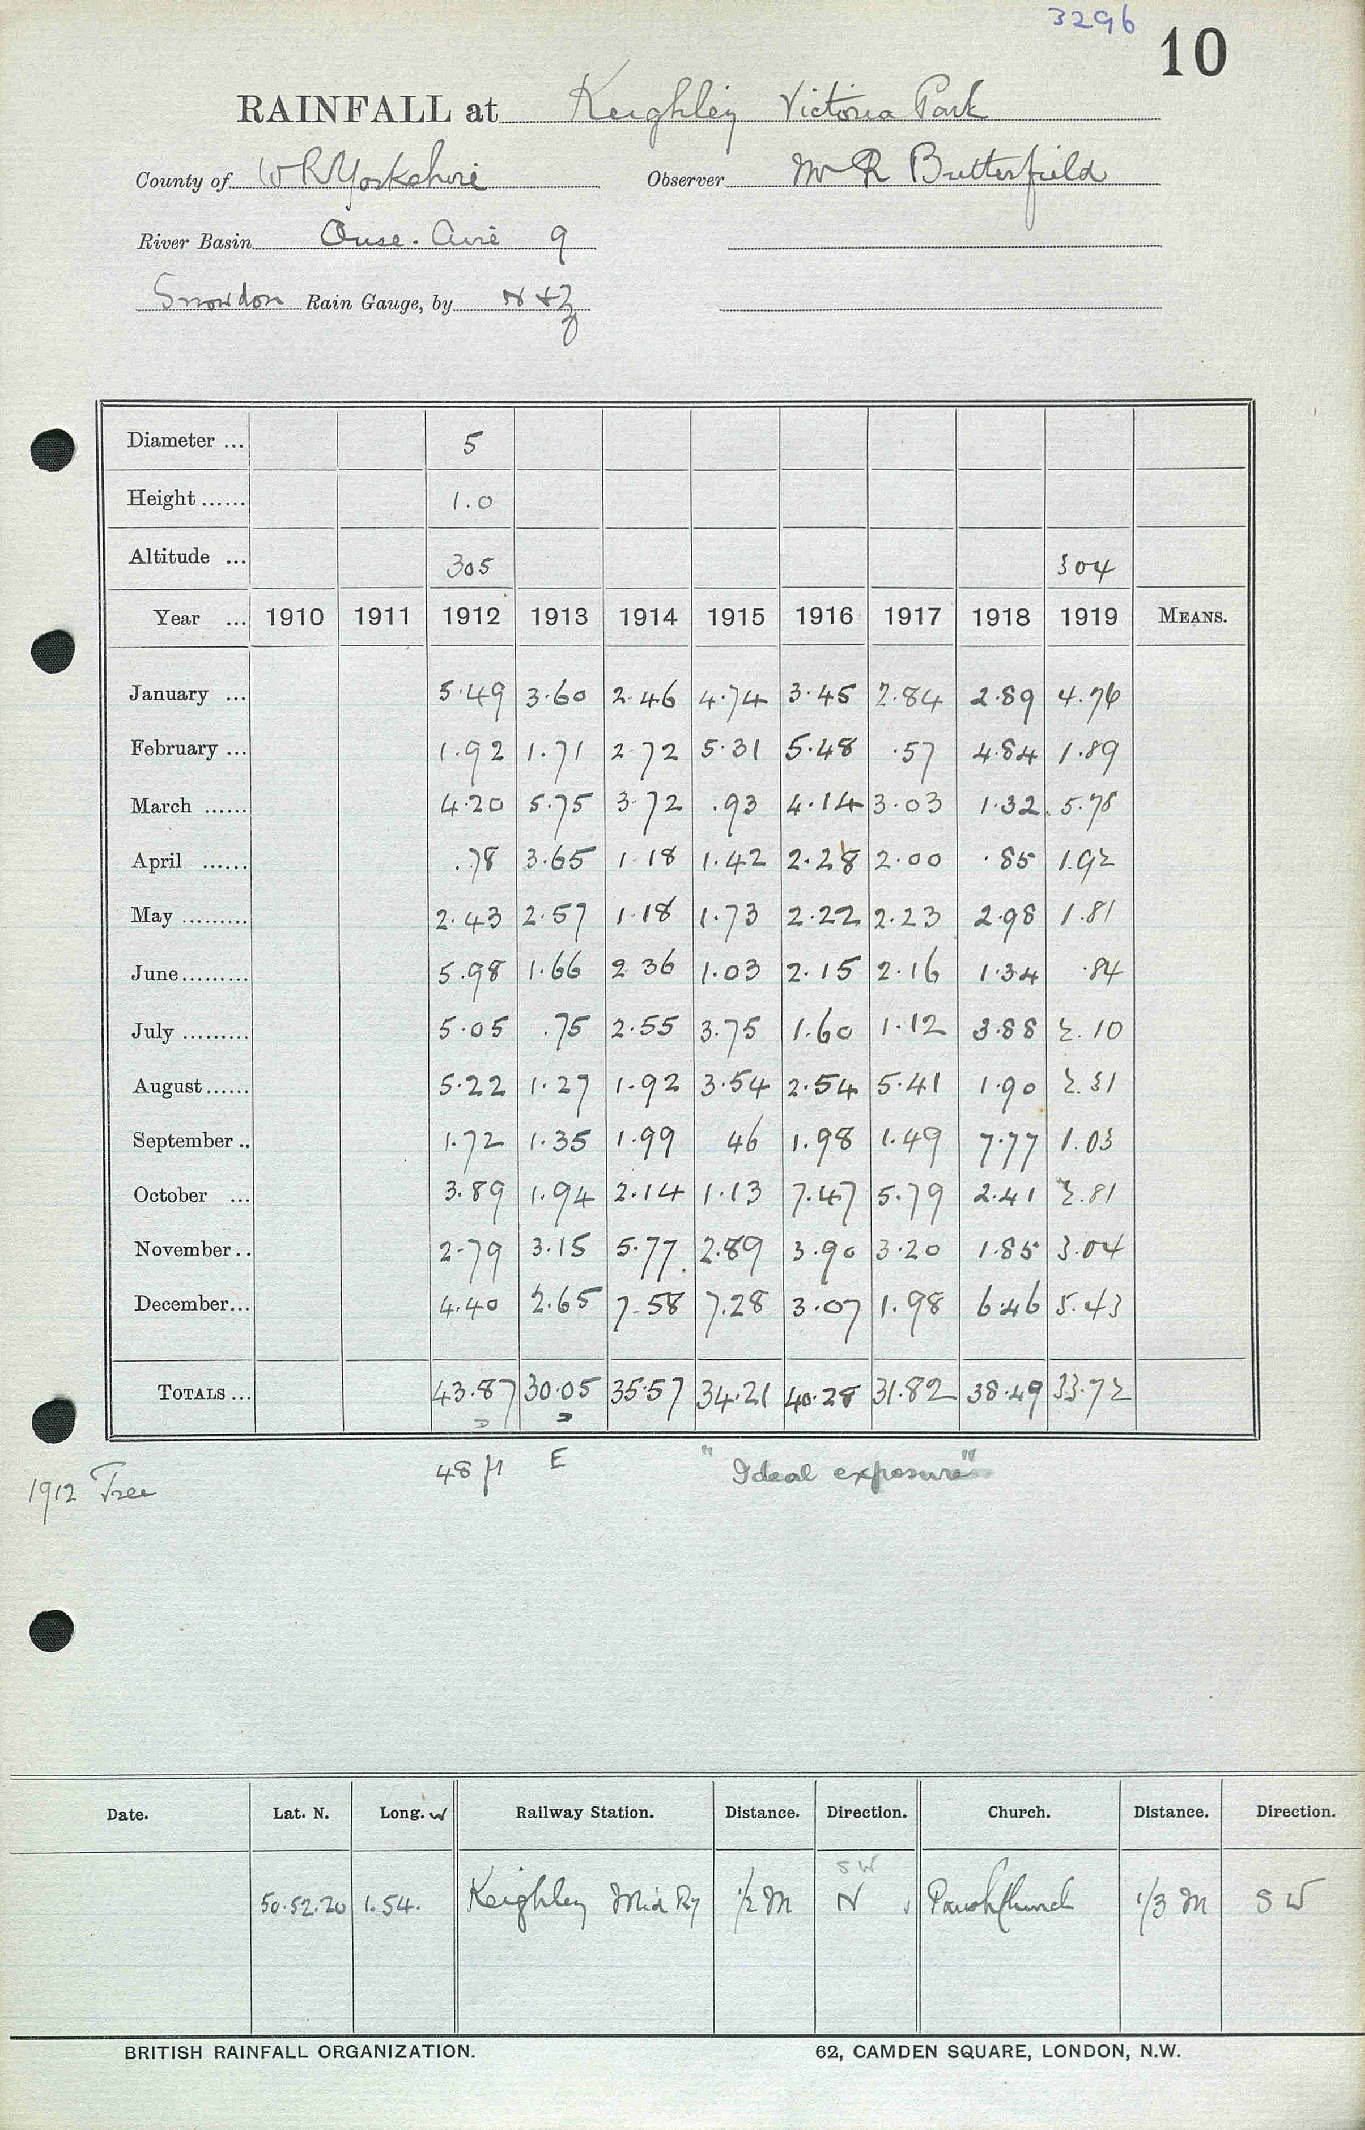 3296
10
RAINFALL at Keighley Victoria Park
County of W R Yorkshire Observer Mr R Butterfield
River Basin Ouse. Aire 9
Snowdon Rain Gauge, by N & Z
Diameter ... 5
Height ...... 1.0
Altitude ... 305 304
Year ... 1910 1911 1912 1913 1914 1915 1916 1917 1918 1919 MEANS.
January ... 5.49 3.60 2.46 4.74 3.45 2.84 2.89 4.76
February ... 1.92 1.71 2.72 5.31 5.48 .57 4.84 1.89
March ...... 4.20 5.75 3.72 .93 4.14 3.03 1.32 5.78
April ...... .78 3.65 1.18 1.42 2.28 2.00 .85 1.92
May ......... 2.43 2.57 1.18 1.73 2.22 2.23 2.98 1.81
June ......... 5.98 1.66 2.36 1.03 2.15 2.16 1.34 .84
July ......... 5.05 .75 2.55 3.75 1.60 1.12 3.88 2.10
August ...... 5.22 1.27 1.92 3.54 2.54 5.41 1.90 2.31
September .. 1.72 1.35 1.99 46 1.98 1.49 7.77 1.03
October ... 3.89 1.94 2.14 1.13 7.47 5.79 2.41 2.81
November .. 2.79 3.15 5.77 2.89 3.90 3.20 1.85 3.04
December ... 4.40 2.65 7.58 7.28 3.07 1.98 6.46 5.43
TOTALS ... 43.87 30.05 35.57 34.21 40.28 31.82 38.49 33.72
1912 Tree 48 ft E "Ideal exposure"
Date. Lat. N. Long. W Railway Station. Distance. Direction. Church. Distance. Direction.
SW
50.52.20 1.54. Keighley Mid Ry 1/2 M N Parish Church 1/3 M SW
BRITISH RAINFALL ORGANIZATION. 62, CAMDEN SQUARE, LONDON, N.W.